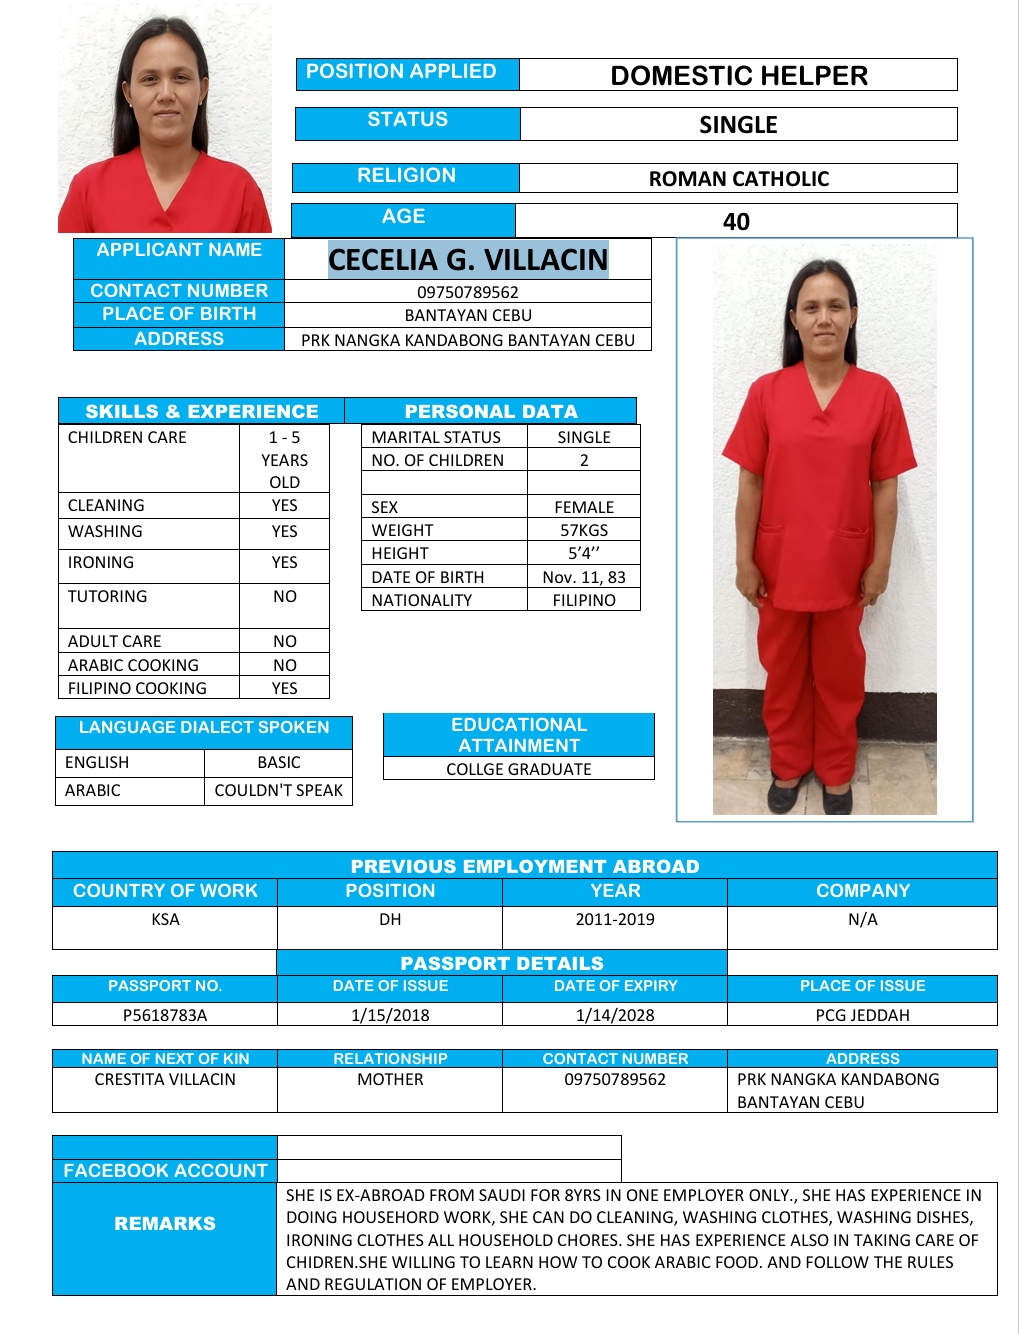 POSITION APPLIED DOMESTIC HELPER
STATUS SINGLE
RELIGION ROMAN CATHOLIC
AGE 40
APPLICANT NAME CECELIA G. VILLACIN
CONTACT NUMBER 09750789562
PLACE OF BIRTH BANTAYAN CEBU
ADDRESS PRK NANGKA KANDABONG BANTAYAN CEBU
SKILLS & EXPERIENCE
CHILDREN CARE 1 - 5
YEARS
OLD
CLEANING YES
WASHING YES
IRONING YES
TUTORING NO
ADULT CARE NO
ARABIC COOKING NO
FILIPINO COOKING YES
PERSONAL DATA
MARITAL STATUS SINGLE
NO. OF CHILDREN 2
SEX FEMALE
WEIGHT 57KGS
HEIGHT 5’4’’
DATE OF BIRTH Nov. 11, 83
NATIONALITY FILIPINO
LANGUAGE DIALECT SPOKEN
ENGLISH BASIC
ARABIC COULDN'T SPEAK
EDUCATIONAL
ATTAINMENT
COLLGE GRADUATE
PREVIOUS EMPLOYMENT ABROAD
COUNTRY OF WORK POSITION YEAR COMPANY
KSA DH 2011-2019 N/A
PASSPORT DETAILS
PASSPORT NO. DATE OF ISSUE DATE OF EXPIRY PLACE OF ISSUE
P5618783A 1/15/2018 1/14/2028 PCG JEDDAH
NAME OF NEXT OF KIN RELATIONSHIP CONTACT NUMBER ADDRESS
CRESTITA VILLACIN MOTHER 09750789562 PRK NANGKA KANDABONG
BANTAYAN CEBU
FACEBOOK ACCOUNT
REMARKS
SHE IS EX-ABROAD FROM SAUDI FOR 8YRS IN ONE EMPLOYER ONLY., SHE HAS EXPERIENCE IN
DOING HOUSEHORD WORK, SHE CAN DO CLEANING, WASHING CLOTHES, WASHING DISHES,
IRONING CLOTHES ALL HOUSEHOLD CHORES. SHE HAS EXPERIENCE ALSO IN TAKING CARE OF
CHIDREN.SHE WILLING TO LEARN HOW TO COOK ARABIC FOOD. AND FOLLOW THE RULES
AND REGULATION OF EMPLOYER.